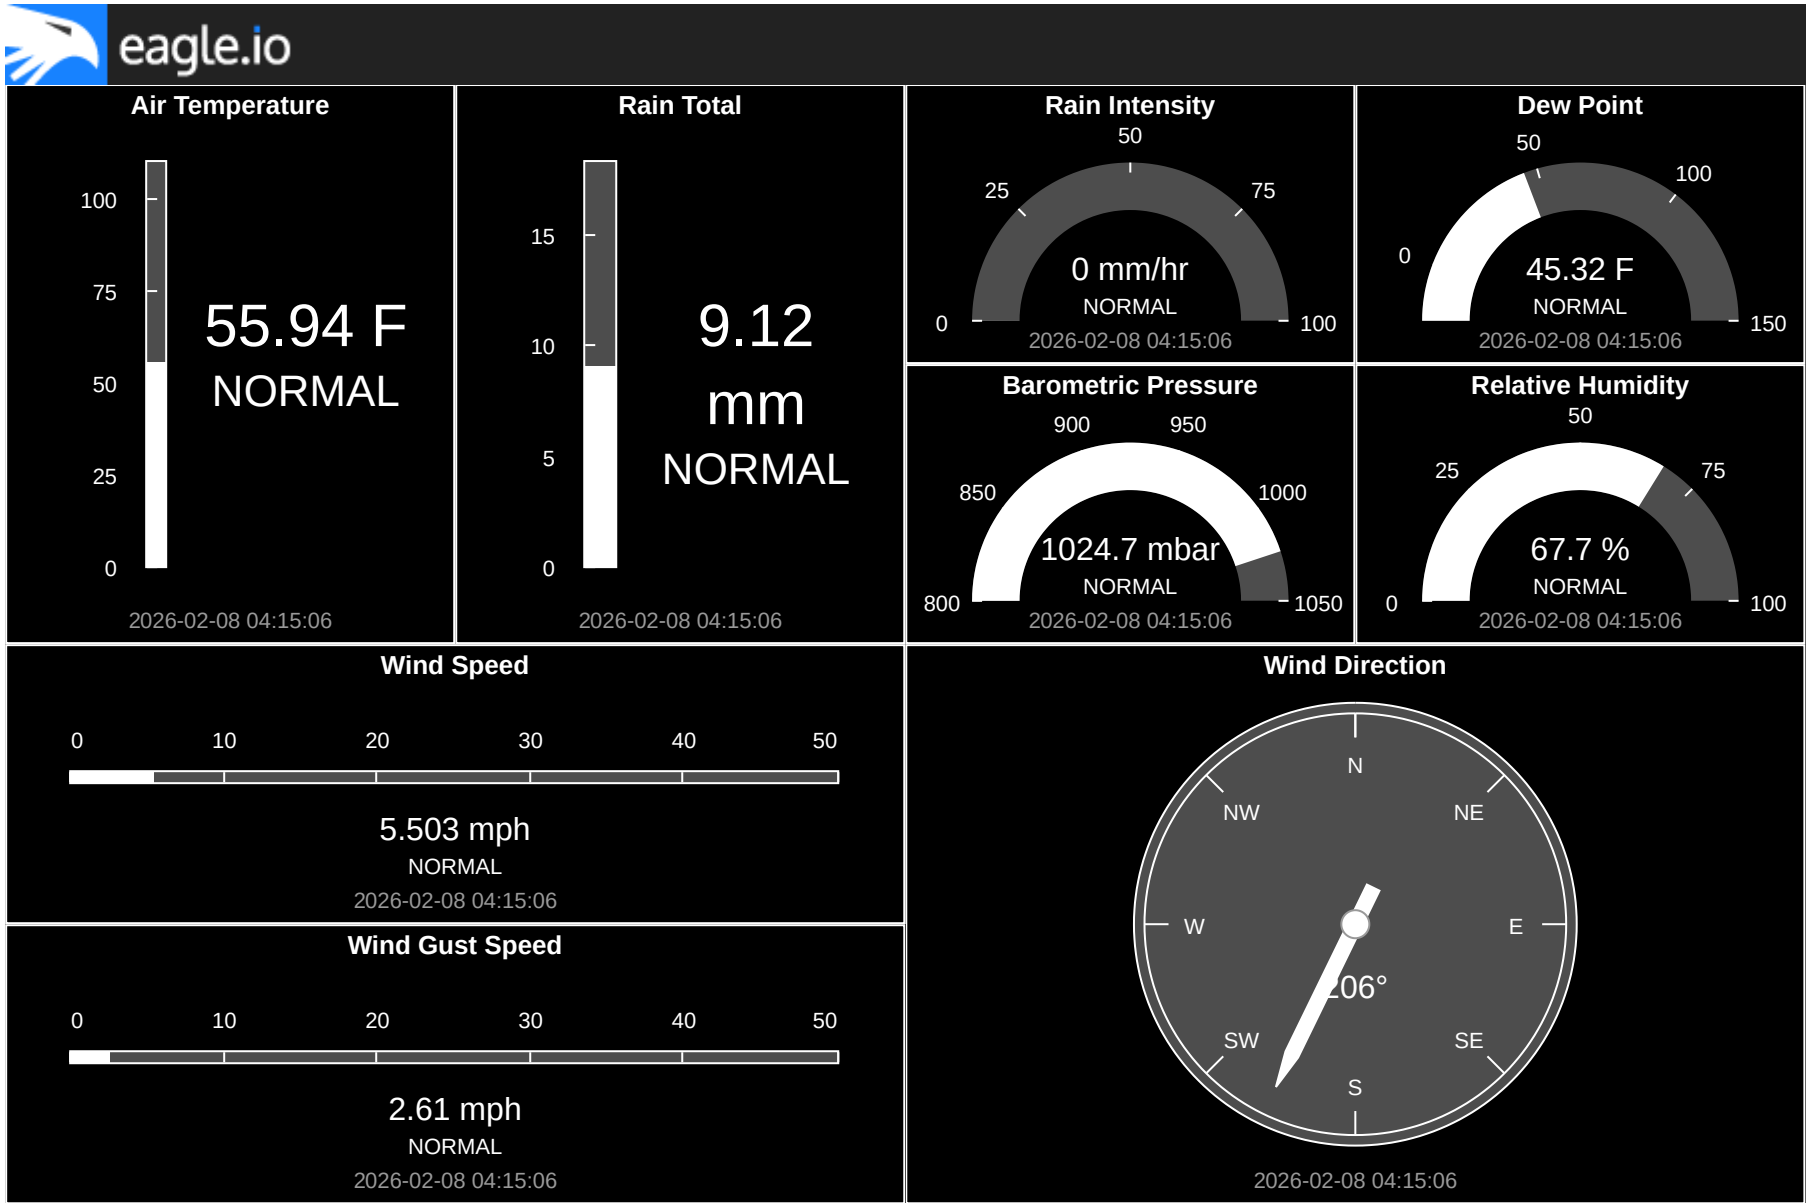 eagle.io
Air Temperature
100
75
50
25
0
55.94 F
NORMAL
2026-02-08 04:15:06
Rain Total
15
10
5
0
9.12
mm
NORMAL
2026-02-08 04:15:06
Rain Intensity
50
25
75
0
100
0 mm/hr
NORMAL
2026-02-08 04:15:06
Dew Point
50
100
0
150
45.32 F
NORMAL
2026-02-08 04:15:06
Barometric Pressure
900
950
850
1000
800
1050
1024.7 mbar
NORMAL
2026-02-08 04:15:06
Relative Humidity
50
25
75
0
100
67.7 %
NORMAL
2026-02-08 04:15:06
Wind Speed
0 10 20 30 40 50
5.503 mph
NORMAL
2026-02-08 04:15:06
Wind Gust Speed
0 10 20 30 40 50
2.61 mph
NORMAL
2026-02-08 04:15:06
Wind Direction
N
NW
NE
W
E
206°
SW
SE
S
2026-02-08 04:15:06